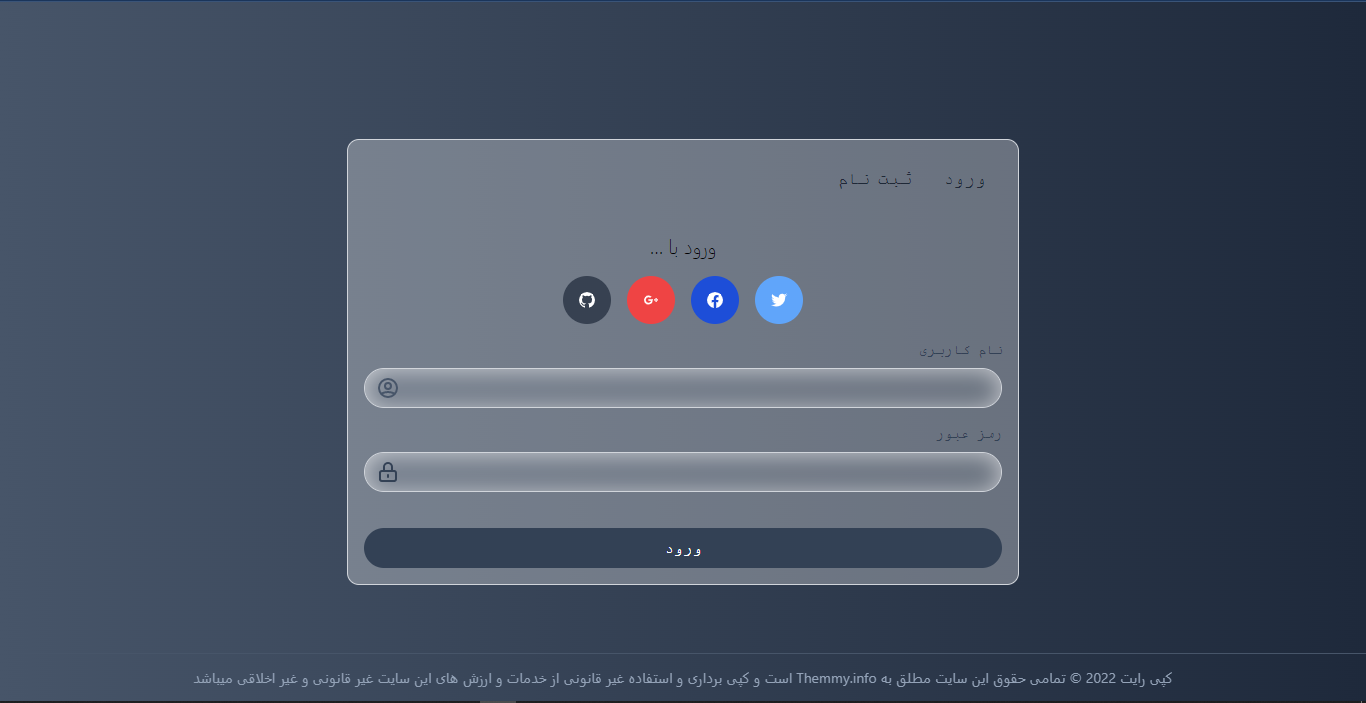 ورود ثبت نام
ورود با ...
G+
نام کاربری
رمز عبور
ورود
کپی رایت 2022 © تمامی حقوق این سایت مطلق به Themmy.info است و کپی برداری و استفاده غیر قانونی از خدمات و ارزش های این سایت غیر قانونی و غیر اخلاقی میباشد